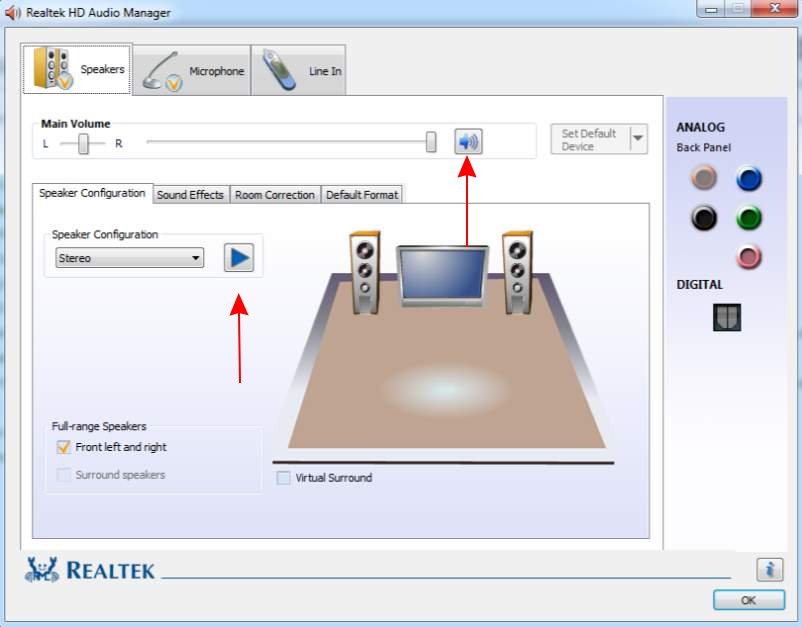 Realtek HD Audio Manager
Speakers
Microphone
Line In
Main Volume
L
R
Set Default
Device
ANALOG
Back Panel
Speaker Configuration
Sound Effects
Room Correction
Default Format
Speaker Configuration
Stereo
DIGITAL
Full-range Speakers
Front left and right
Surround speakers
Virtual Surround
REALTEK
i
OK